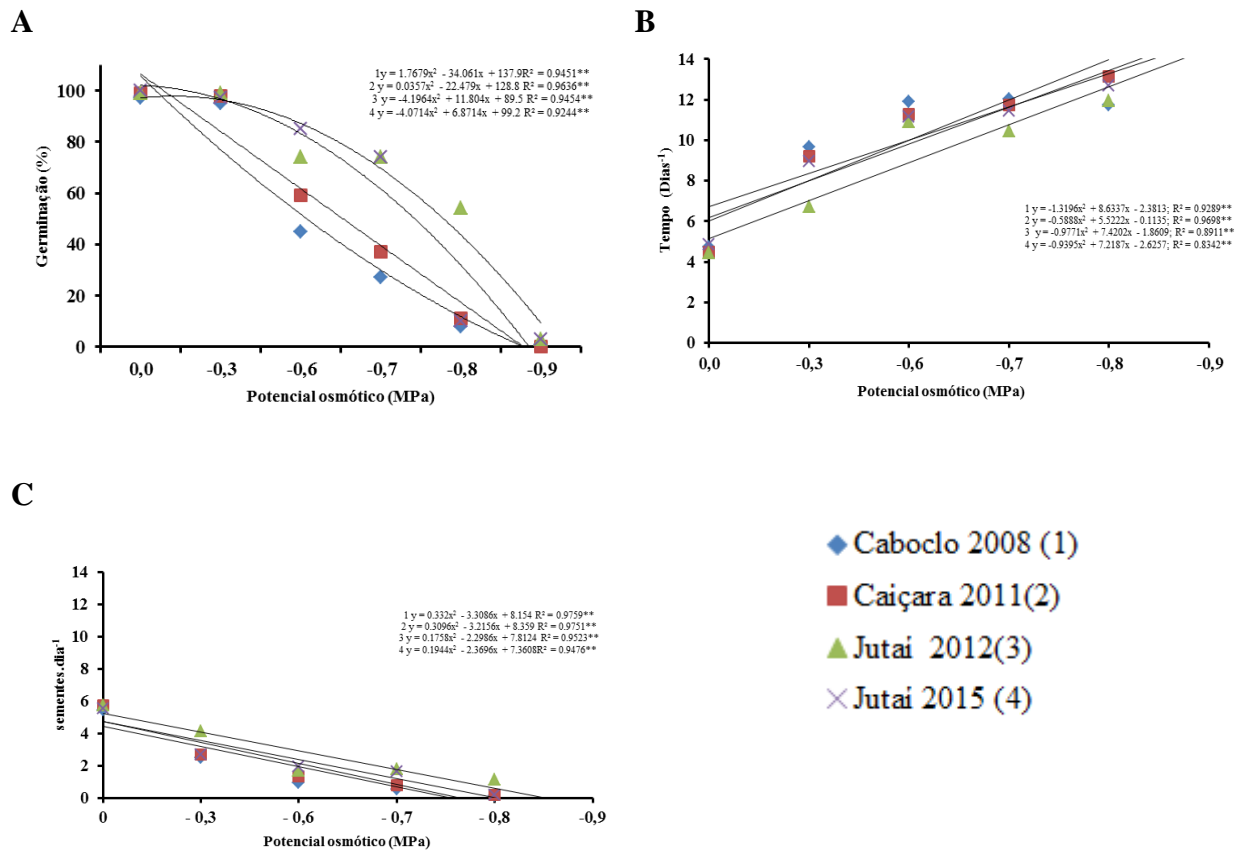 A
1y = 1.7679x² - 34.061x + 137.9R² = 0.9451**
2 y = 0.0357x² - 22.479x + 128.8 R² = 0.9636**
3 y = -4.1964x² + 11.804x + 89.5 R² = 0.9454**
4 y = -4.0714x² + 6.8714x + 99.2 R² = 0.9244**
Germinação (%)
100
80
60
40
20
0
0,0 -0,3 -0,6 -0,7 -0,8 -0,9
Potencial osmótico (MPa)
B
Tempo (Dias⁻¹)
14
12
10
8
6
4
2
0
1 y = -1.3196x² + 8.6337x - 2.3813; R² = 0.9289**
2 y = -0.5888x² + 5.5222x - 0.1135; R² = 0.9698**
3 y = -0.9771x² + 7.4202x - 1.8609; R² = 0.8911**
4 y = -0.9395x² + 7.2187x - 2.6257; R² = 0.8342**
0,0 -0,3 -0,6 -0,7 -0,8 -0,9
Potencial osmótico (MPa)
C
sementes.dia⁻¹
14
12
10
8
6
4
2
0
1 y = 0.332x² - 3.3086x + 8.154 R² = 0.9759**
2 y = 0.3096x² - 3.2156x + 8.359 R² = 0.9751**
3 y = 0.1758x² - 2.2986x + 7.8124 R² = 0.9523**
4 y = 0.1944x² - 2.3696x + 7.3608R² = 0.9476**
0 - 0,3 - 0,6 - 0,7 - 0,8 -0,9
Potencial osmótico (MPa)
Caboclo 2008 (1)
Caiçara 2011(2)
Jutaí 2012(3)
Jutaí 2015 (4)